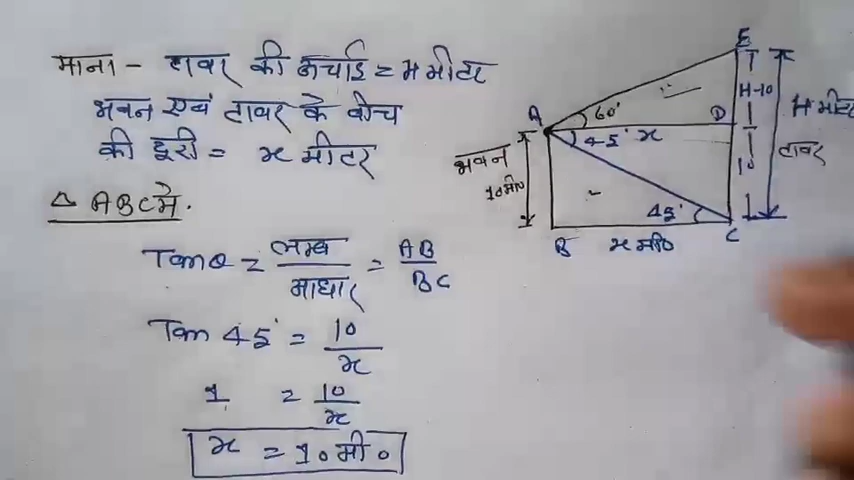 माना - टावर की ऊचाई = H मीटर
भवन एवं टावर के बीच
की दूरी = x मीटर
△ ABC में.
Tanθ = लम्ब / आधार = AB / BC
Tan 45° = 10 / x
1 = 10 / x
x = 10 मी०
E
H-10
H मीटर
टावर
A
60°
D
45° x
10
भवन
10 मी०
45°
B
x मी०
C